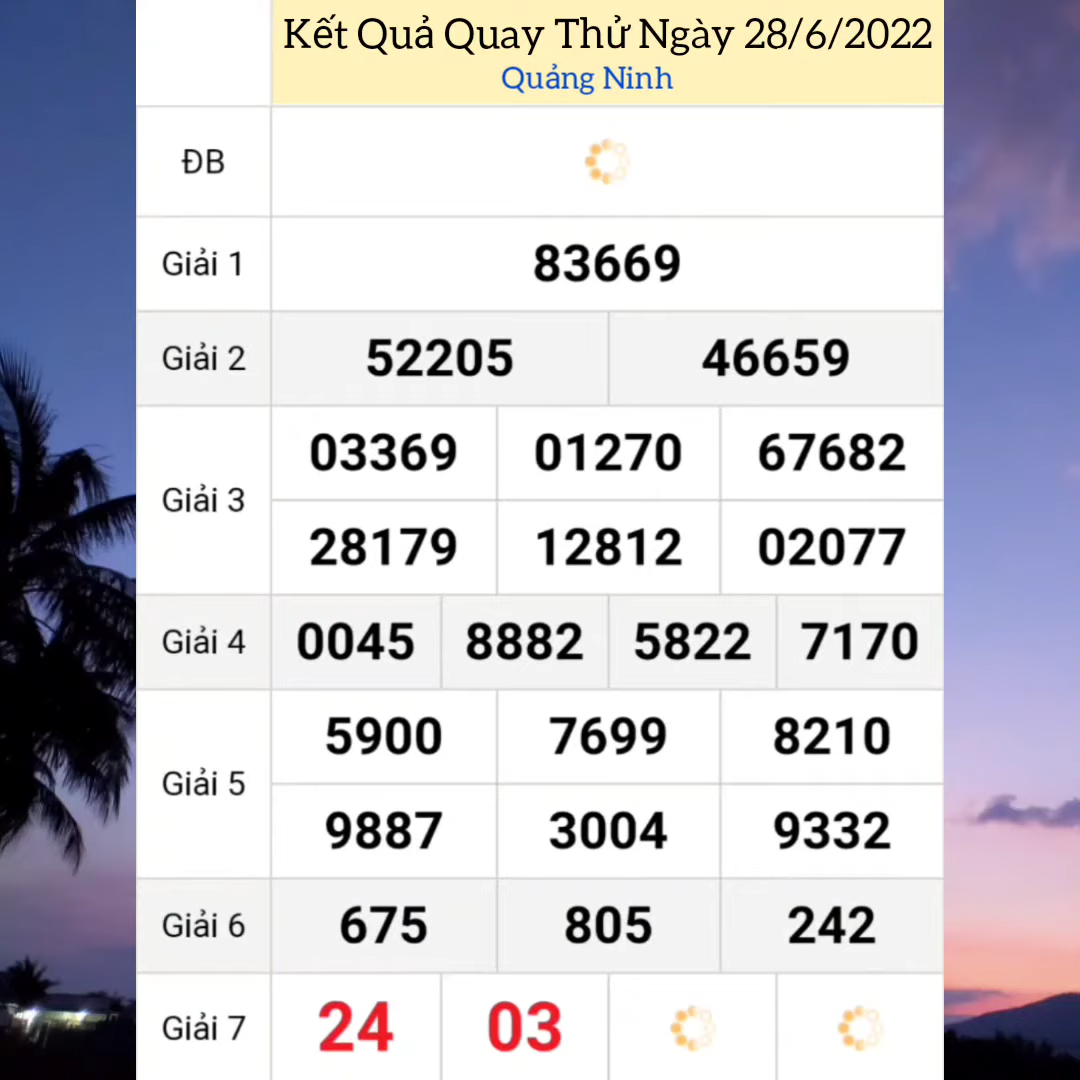 Kết Quả Quay Thử Ngày 28/6/2022
Quảng Ninh
ĐB
Giải 1
83669
Giải 2
52205 46659
Giải 3
03369 01270 67682
28179 12812 02077
Giải 4
0045 8882 5822 7170
Giải 5
5900 7699 8210
9887 3004 9332
Giải 6
675 805 242
Giải 7
24 03